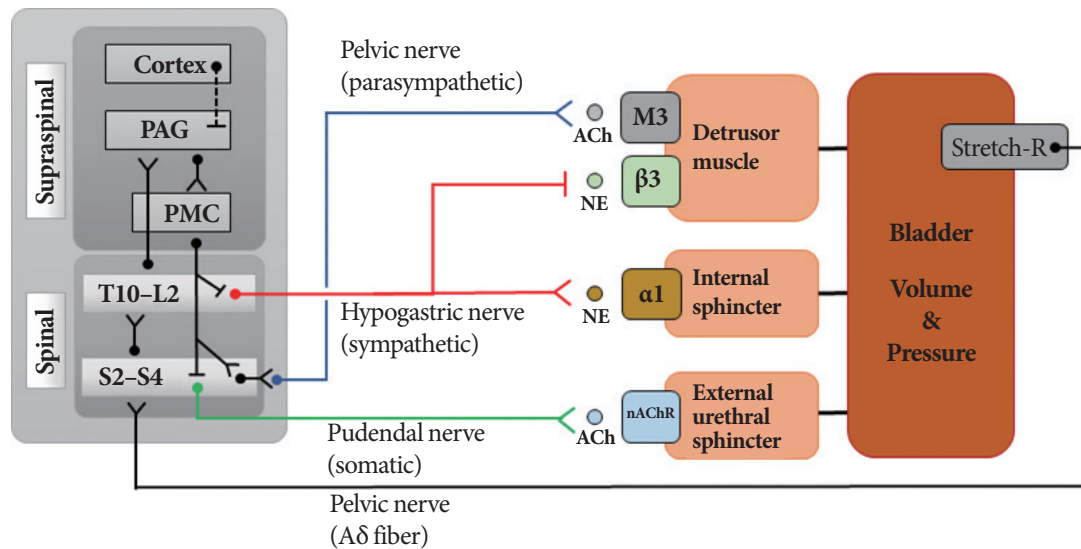 Supraspinal
Cortex
PAG
PMC
Spinal
T10–L2
S2–S4
Pelvic nerve
(parasympathetic)
Hypogastric nerve
(sympathetic)
Pudendal nerve
(somatic)
Pelvic nerve
(Aδ fiber)
ACh
M3
NE
β3
Detrusor
muscle
NE
α1
Internal
sphincter
ACh
nAChR
External
urethral
sphincter
Stretch-R
Bladder
Volume
&
Pressure